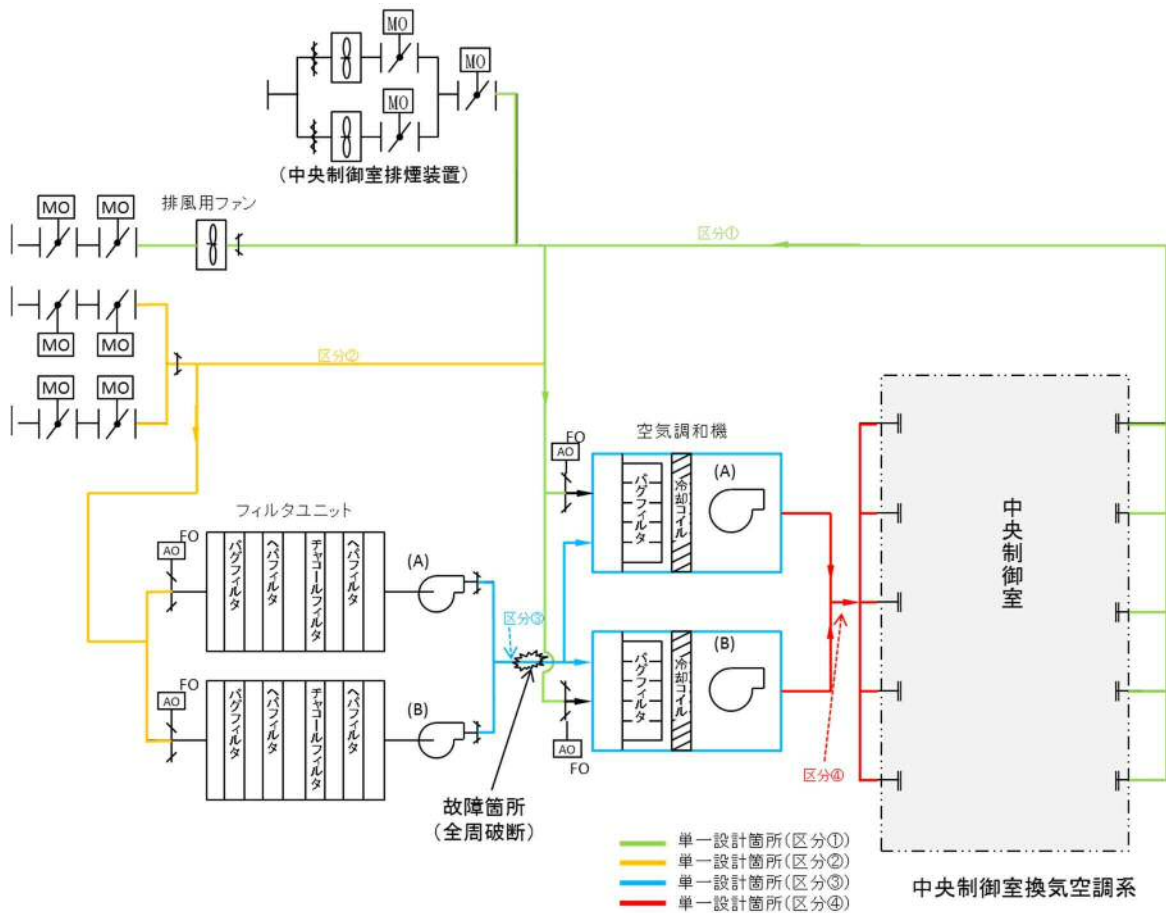 MO
MO
MO
(中央制御室排煙装置)
MO
MO
排風用ファン
区分①
MO
MO
区分②
MO
MO
FO
AO
空気調和機
(A)
バグフィルタ
冷却コイル
中央制御室
フィルタユニット
FO
AO
バグフィルタ
ヘパフィルタ
チャコールフィルタ
ヘパフィルタ
(A)
区分③
(B)
バグフィルタ
冷却コイル
FO
AO
バグフィルタ
ヘパフィルタ
チャコールフィルタ
ヘパフィルタ
(B)
AO
FO
区分④
故障箇所
(全周破断)
単一設計箇所(区分①)
単一設計箇所(区分②)
単一設計箇所(区分③)
単一設計箇所(区分④)
中央制御室換気空調系